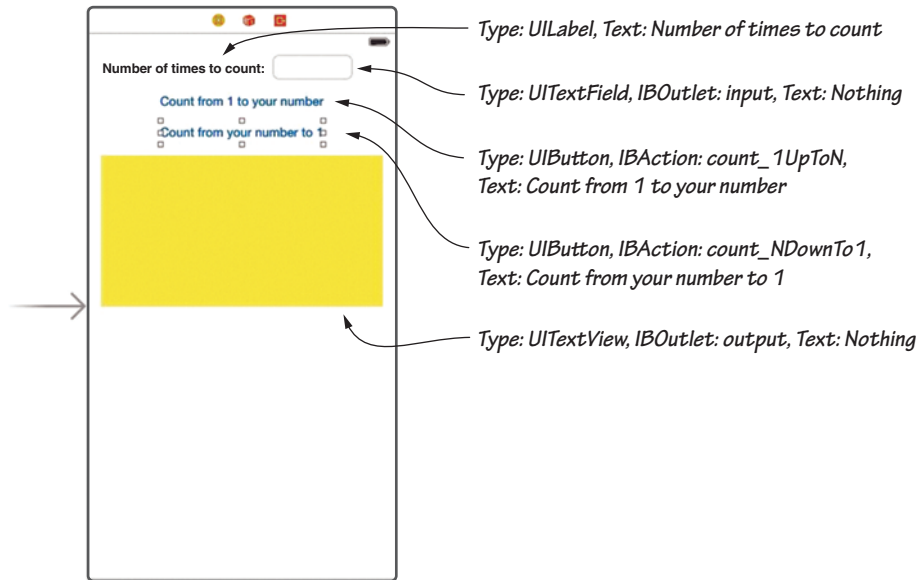 Type: UILabel, Text: Number of times to count
Number of times to count:
Type: UITextField, IBOutlet: input, Text: Nothing
Count from 1 to your number
Count from your number to 1
Type: UIButton, IBAction: count_1UpToN,
Text: Count from 1 to your number
Type: UIButton, IBAction: count_NDownTo1,
Text: Count from your number to 1
Type: UITextView, IBOutlet: output, Text: Nothing